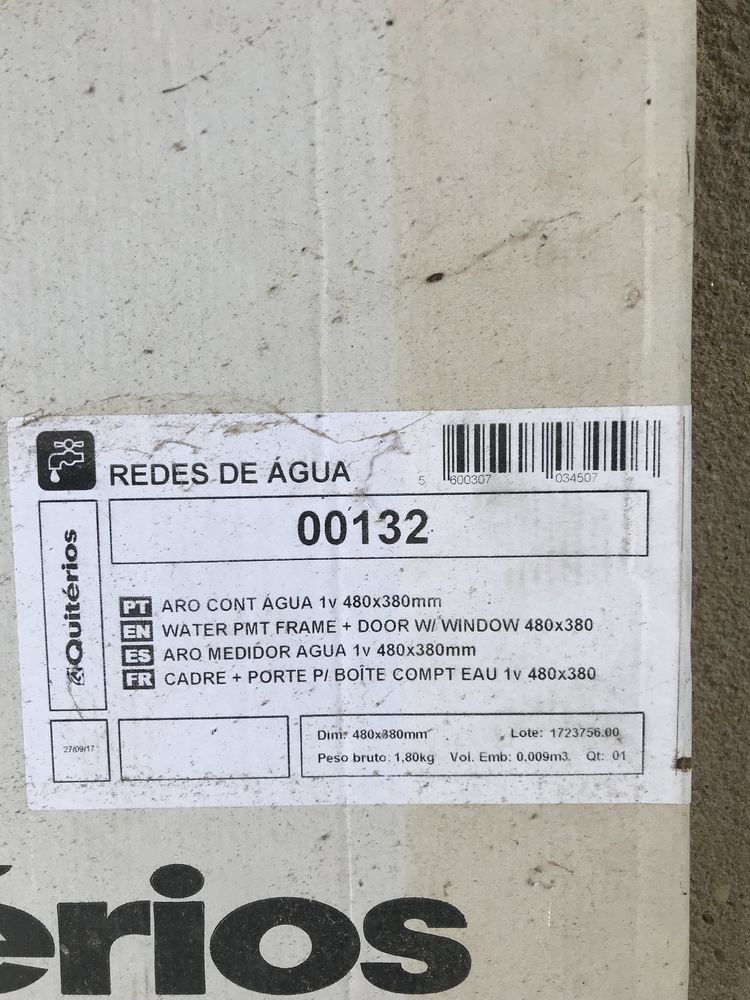 REDES DE ÁGUA
5 600307 034507
00132
Quitérios
PT ARO CONT ÁGUA 1v 480x380mm
EN WATER PMT FRAME + DOOR W/ WINDOW 480x380
ES ARO MEDIDOR AGUA 1v 480x380mm
FR CADRE + PORTE P/ BOÎTE COMPT EAU 1v 480x380
27/09/17
Dim: 480x380mm Lote: 1723756.00
Peso bruto: 1,80kg Vol. Emb: 0.009m3 Qt: 01
érios